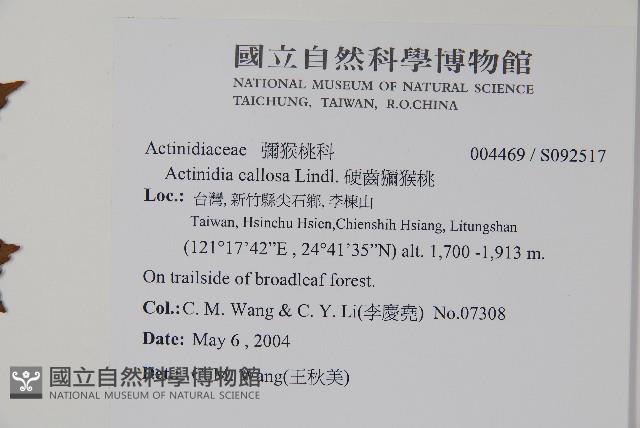 國立自然科學博物館
NATIONAL MUSEUM OF NATURAL SCIENCE
TAICHUNG, TAIWAN, R.O.CHINA
Actinidiaceae 獼猴桃科 004469 / S092517
Actinidia callosa Lindl. 硬齒獼猴桃
Loc.: 台灣, 新竹縣尖石鄉, 李棟山
Taiwan, Hsinchu Hsien,Chienshih Hsiang, Litungshan
(121°17'42”E , 24°41'35”N) alt. 1,700 -1,913 m.
On trailside of broadleaf forest.
Col.:C. M. Wang & C. Y. Li(李慶堯) No.07308
Date: May 6 , 2004
Wang(王秋美)
國立自然科學博物館
NATIONAL MUSEUM OF NATURAL SCIENCE